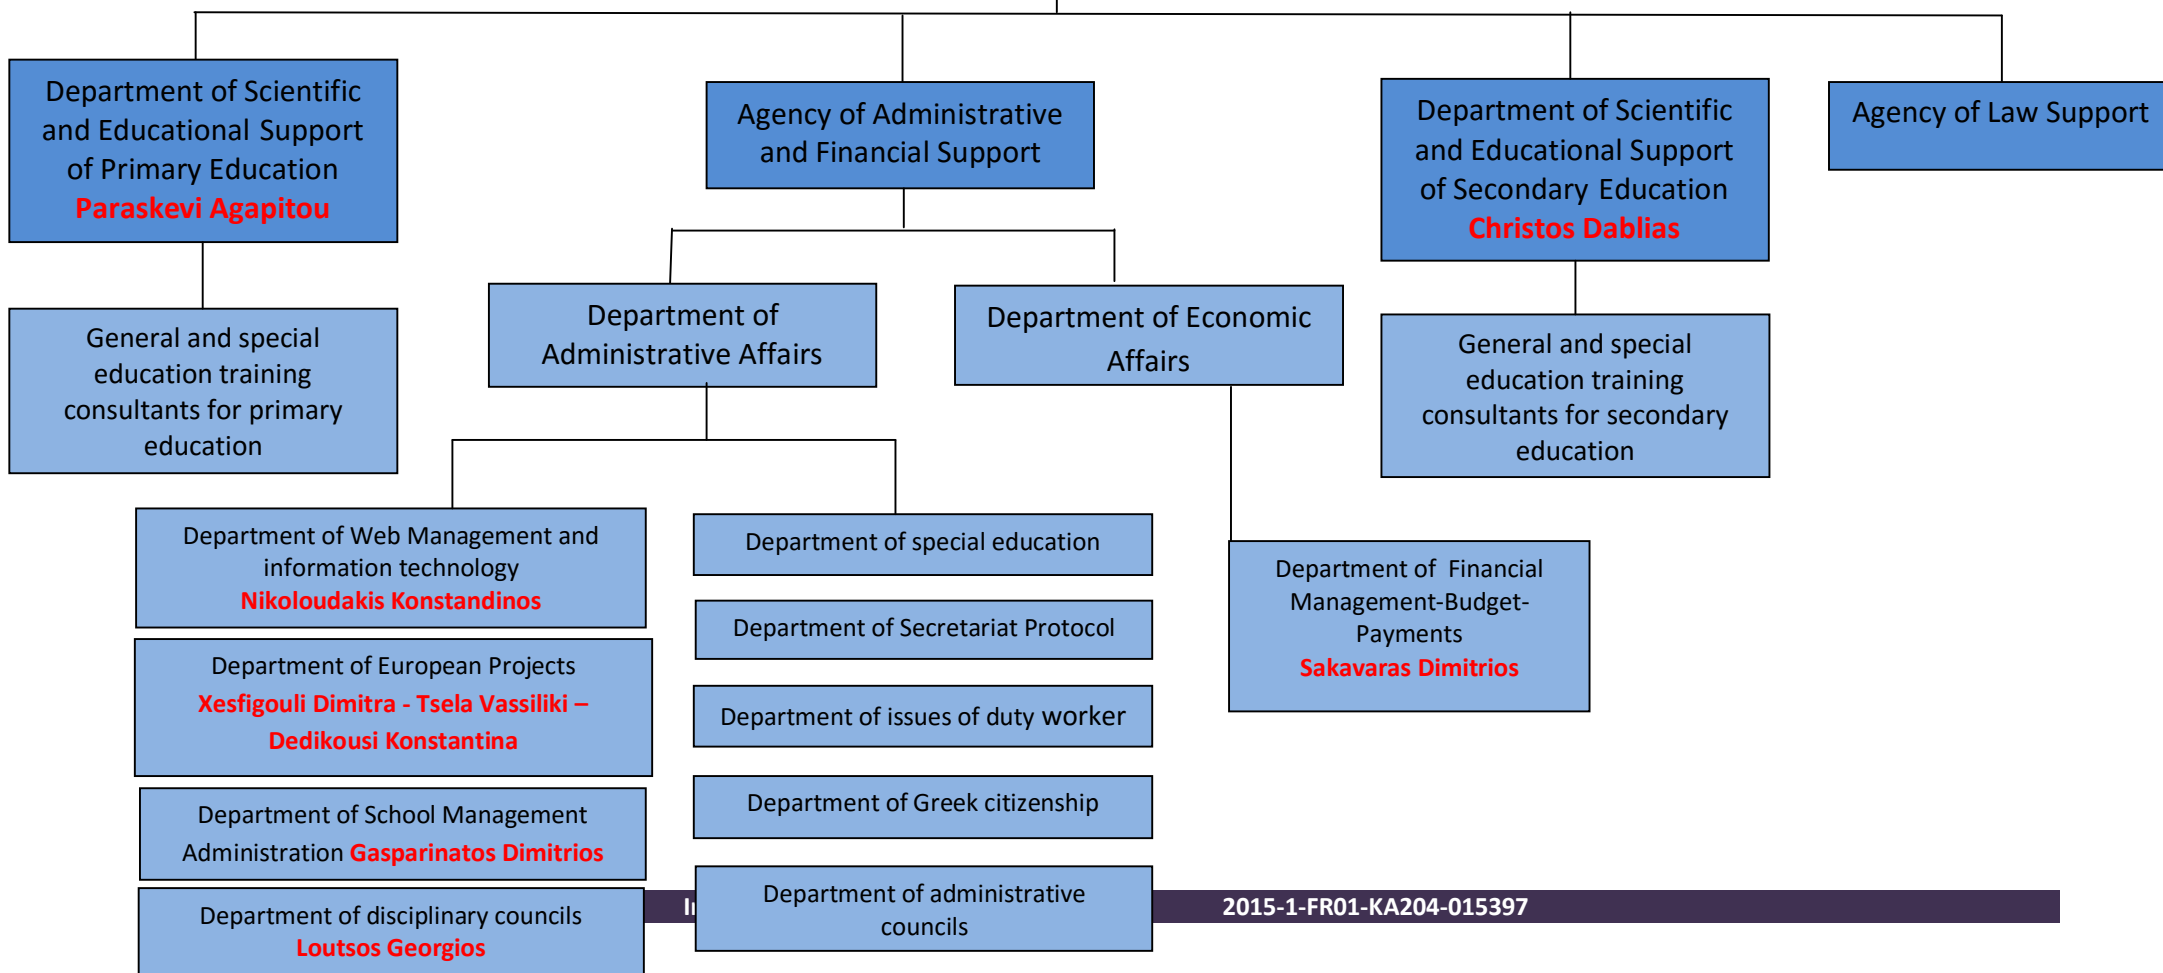 Department of Scientific
and Educational Support
of Primary Education
Paraskevi Agapitou
Agency of Administrative
and Financial Support
Department of Scientific
and Educational Support
of Secondary Education
Christos Dablias
Agency of Law Support
General and special
education training
consultants for primary
education
Department of
Administrative Affairs
Department of Economic
Affairs
General and special
education training
consultants for secondary
education
Department of Web Management and
information technology
Nikoloudakis Konstandinos
Department of European Projects
Xesfigouli Dimitra - Tsela Vassiliki –
Dedikousi Konstantina
Department of School Management
Administration Gasparinatos Dimitrios
Department of disciplinary councils
Loutsos Georgios
Department of special education
Department of Secretariat Protocol
Department of issues of duty worker
Department of Greek citizenship
Department of administrative
councils
Department of Financial
Management-Budget-
Payments
Sakavaras Dimitrios
2015-1-FR01-KA204-015397